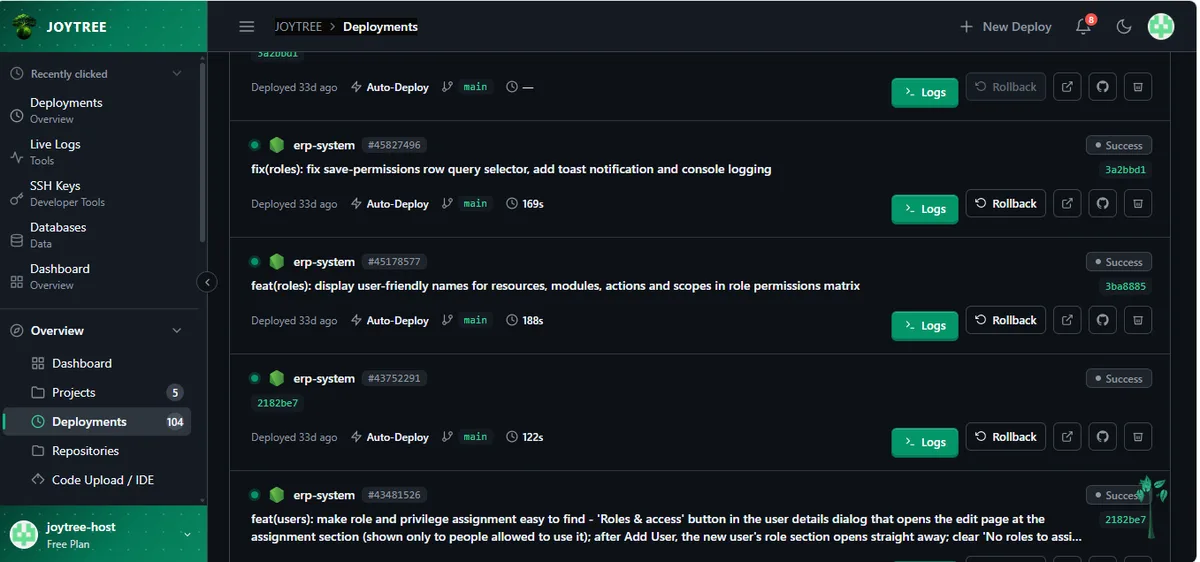 JOYTREE
JOYTREE > Deployments
New Deploy
8
Recently clicked
Deployments
Overview
Live Logs
Tools
SSH Keys
Developer Tools
Databases
Data
Dashboard
Overview
Overview
Dashboard
Projects 5
Deployments 104
Repositories
Code Upload / IDE
joytree-host
Free Plan
3a2bbd1
Deployed 33d ago Auto-Deploy main —
Logs Rollback
erp-system #45827496 Success
fix(roles): fix save-permissions row query selector, add toast notification and console logging 3a2bbd1
Deployed 33d ago Auto-Deploy main 169s
Logs Rollback
erp-system #45178577 Success
feat(roles): display user-friendly names for resources, modules, actions and scopes in role permissions matrix 3ba8885
Deployed 33d ago Auto-Deploy main 188s
Logs Rollback
erp-system #43752291 Success
2182be7
Deployed 33d ago Auto-Deploy main 122s
Logs Rollback
erp-system #43481526 Success
feat(users): make role and privilege assignment easy to find - 'Roles & access' button in the user details dialog that opens the edit page at the 2182be7
assignment section (shown only to people allowed to use it); after Add User, the new user's role section opens straight away; clear 'No roles to assi...